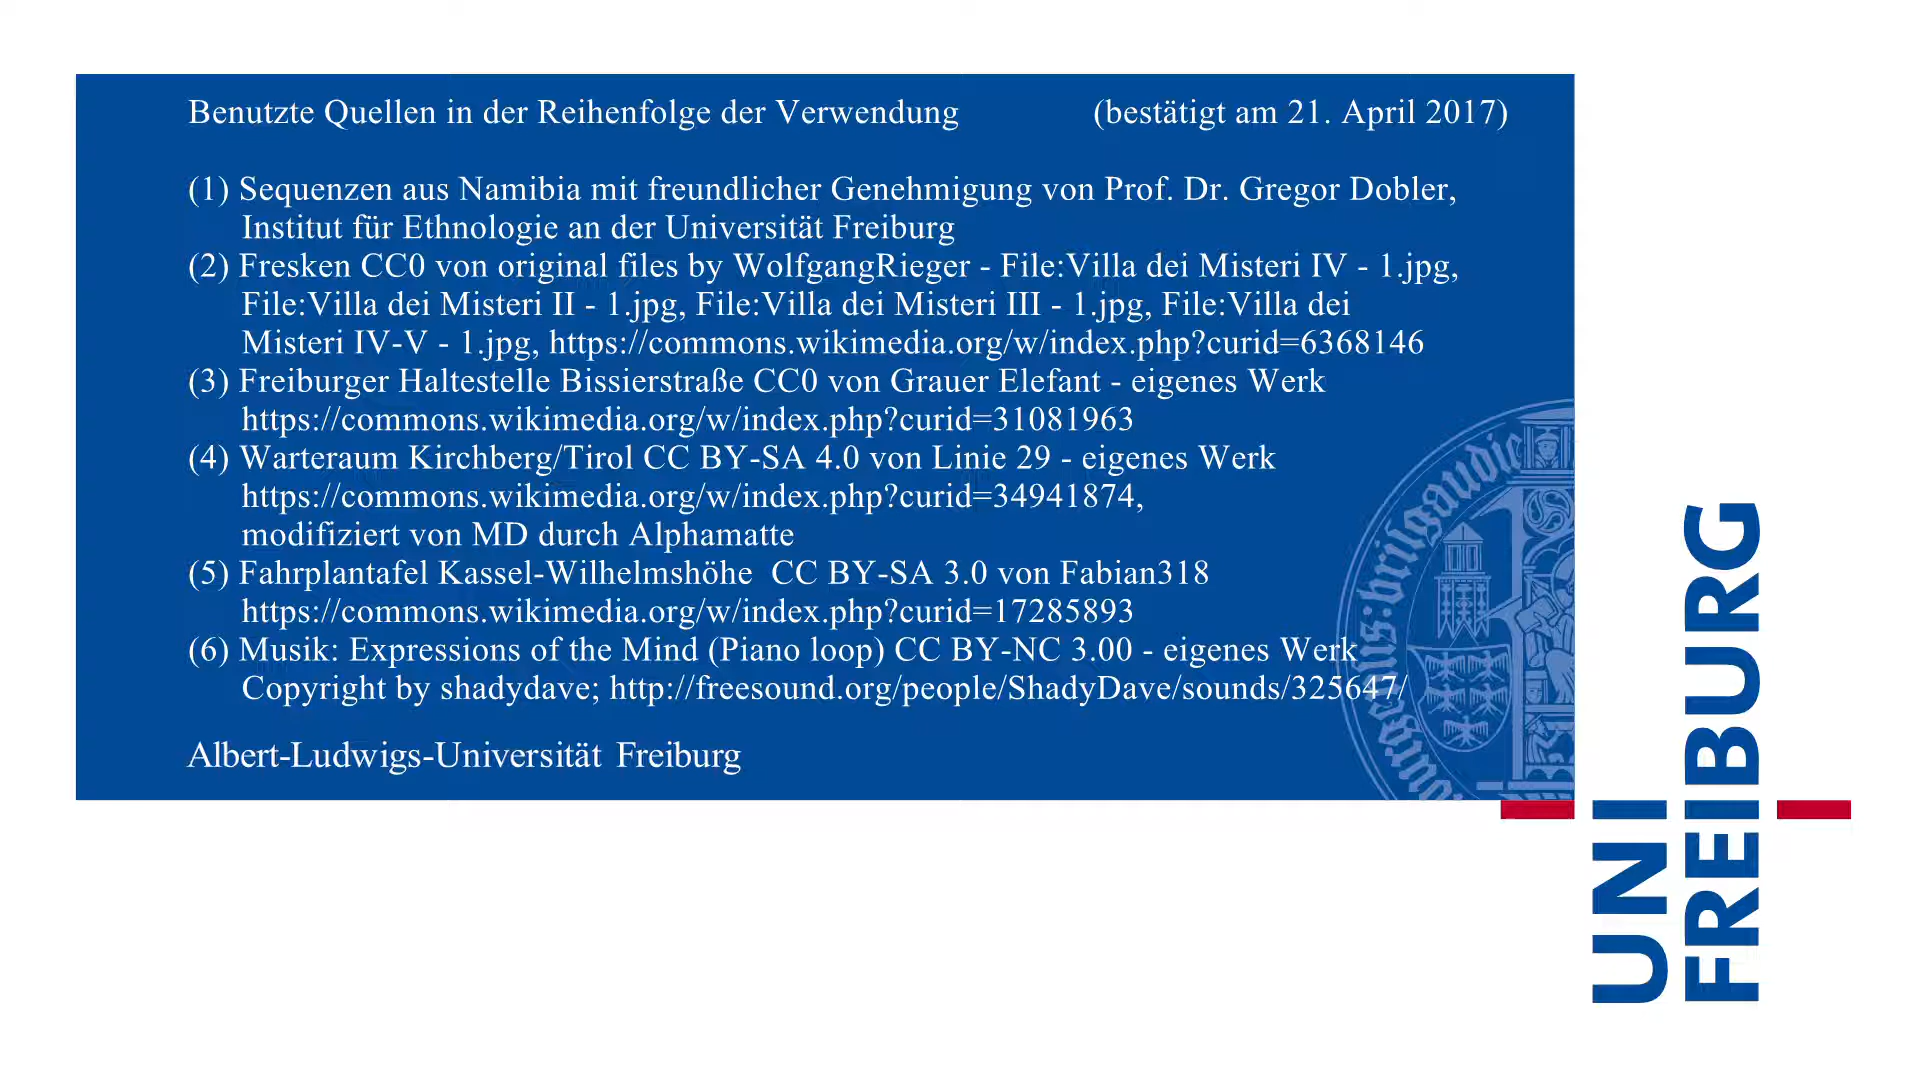 Benutzte Quellen in der Reihenfolge der Verwendung (bestätigt am 21. April 2017)
(1) Sequenzen aus Namibia mit freundlicher Genehmigung von Prof. Dr. Gregor Dobler,
Institut für Ethnologie an der Universität Freiburg
(2) Fresken CC0 von original files by WolfgangRieger - File:Villa dei Misteri IV - 1.jpg,
File:Villa dei Misteri II - 1.jpg, File:Villa dei Misteri III - 1.jpg, File:Villa dei
Misteri IV-V - 1.jpg, https://commons.wikimedia.org/w/index.php?curid=6368146
(3) Freiburger Haltestelle Bissierstraße CC0 von Grauer Elefant - eigenes Werk
https://commons.wikimedia.org/w/index.php?curid=31081963
(4) Warteraum Kirchberg/Tirol CC BY-SA 4.0 von Linie 29 - eigenes Werk
https://commons.wikimedia.org/w/index.php?curid=34941874,
modifiziert von MD durch Alphamatte
(5) Fahrplantafel Kassel-Wilhelmshöhe CC BY-SA 3.0 von Fabian318
https://commons.wikimedia.org/w/index.php?curid=17285893
(6) Musik: Expressions of the Mind (Piano loop) CC BY-NC 3.00 - eigenes Werk
Copyright by shadydave; http://freesound.org/people/ShadyDave/sounds/325647/
Albert-Ludwigs-Universität Freiburg
UNI
FREIBURG